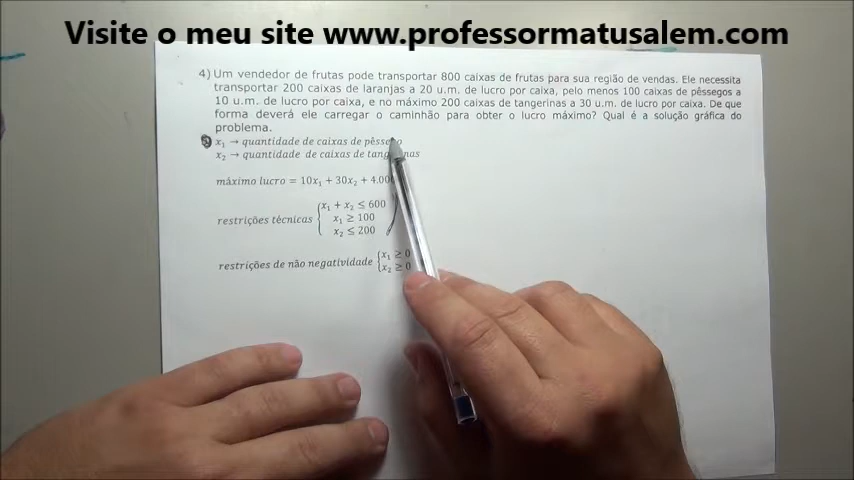 Visite o meu site www.professormatusalem.com
4) Um vendedor de frutas pode transportar 800 caixas de frutas para sua região de vendas. Ele necessita
transportar 200 caixas de laranjas a 20 u.m. de lucro por caixa, pelo menos 100 caixas de pêssegos a
10 u.m. de lucro por caixa, e no máximo 200 caixas de tangerinas a 30 u.m. de lucro por caixa. De que
forma deverá ele carregar o caminhão para obter o lucro máximo? Qual é a solução gráfica do
problema.
x₁ → quantidade de caixas de
x₂ → quantidade de caixas de
máximo lucro = 10x₁ + 30x₂ +
restrições técnicas { x₁ + x₂ ≤ 600
x₁ ≥ 100
x₂ ≤ 200
restrições de não negatividade { x₁ ≥ 0
x₂ ≥ 0